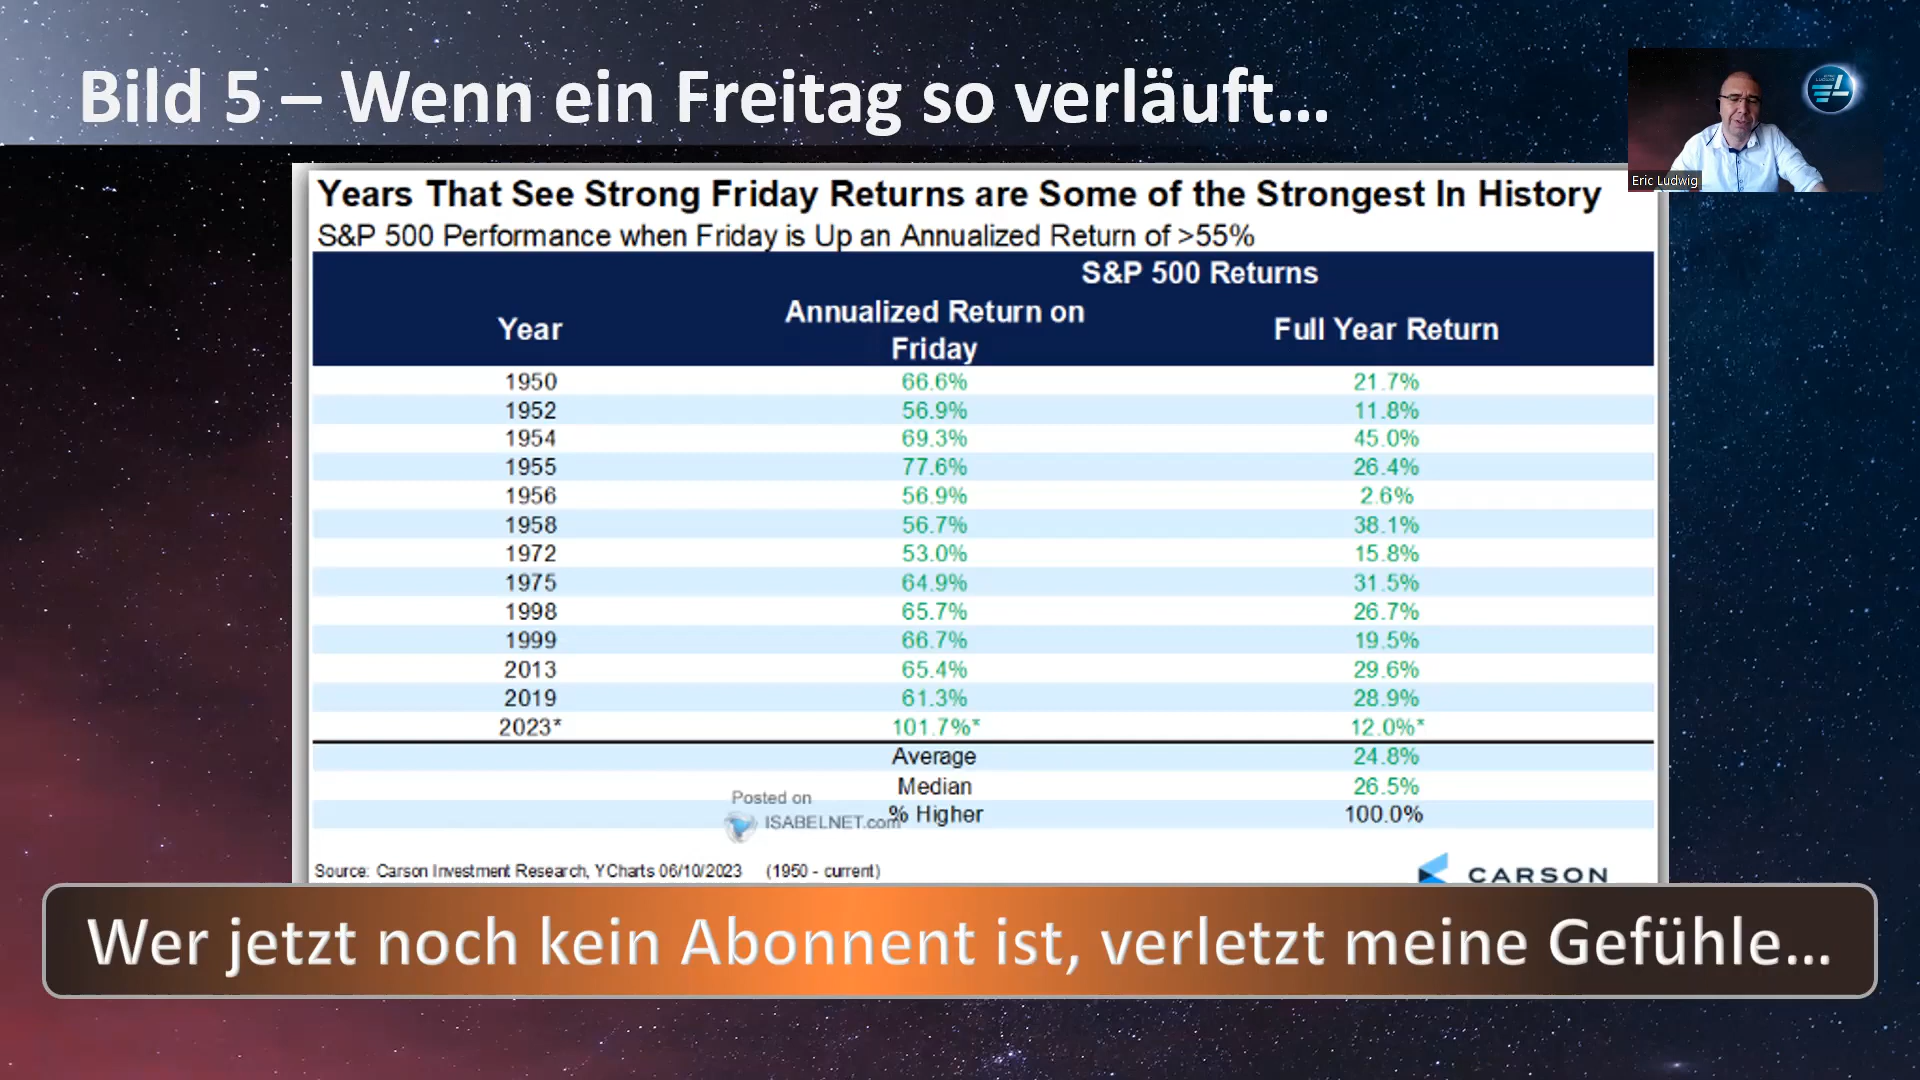 Bild 5 – Wenn ein Freitag so verläuft...
Eric Ludwig
Years That See Strong Friday Returns are Some of the Strongest In History
S&P 500 Performance when Friday is Up an Annualized Return of >55%
S&P 500 Returns
Year Annualized Return on Friday Full Year Return
1950 66.6% 21.7%
1952 56.9% 11.8%
1954 69.3% 45.0%
1955 77.6% 26.4%
1956 56.9% 2.6%
1958 56.7% 38.1%
1972 53.0% 15.8%
1975 64.9% 31.5%
1998 65.7% 26.7%
1999 66.7% 19.5%
2013 65.4% 29.6%
2019 61.3% 28.9%
2023* 101.7%* 12.0%*
Average 24.8%
Median 26.5%
% Higher 100.0%
Posted on
ISABELNET.com
Source: Carson Investment Research, YCharts 06/10/2023 (1950 - current)
CARSON
Wer jetzt noch kein Abonnent ist, verletzt meine Gefühle...